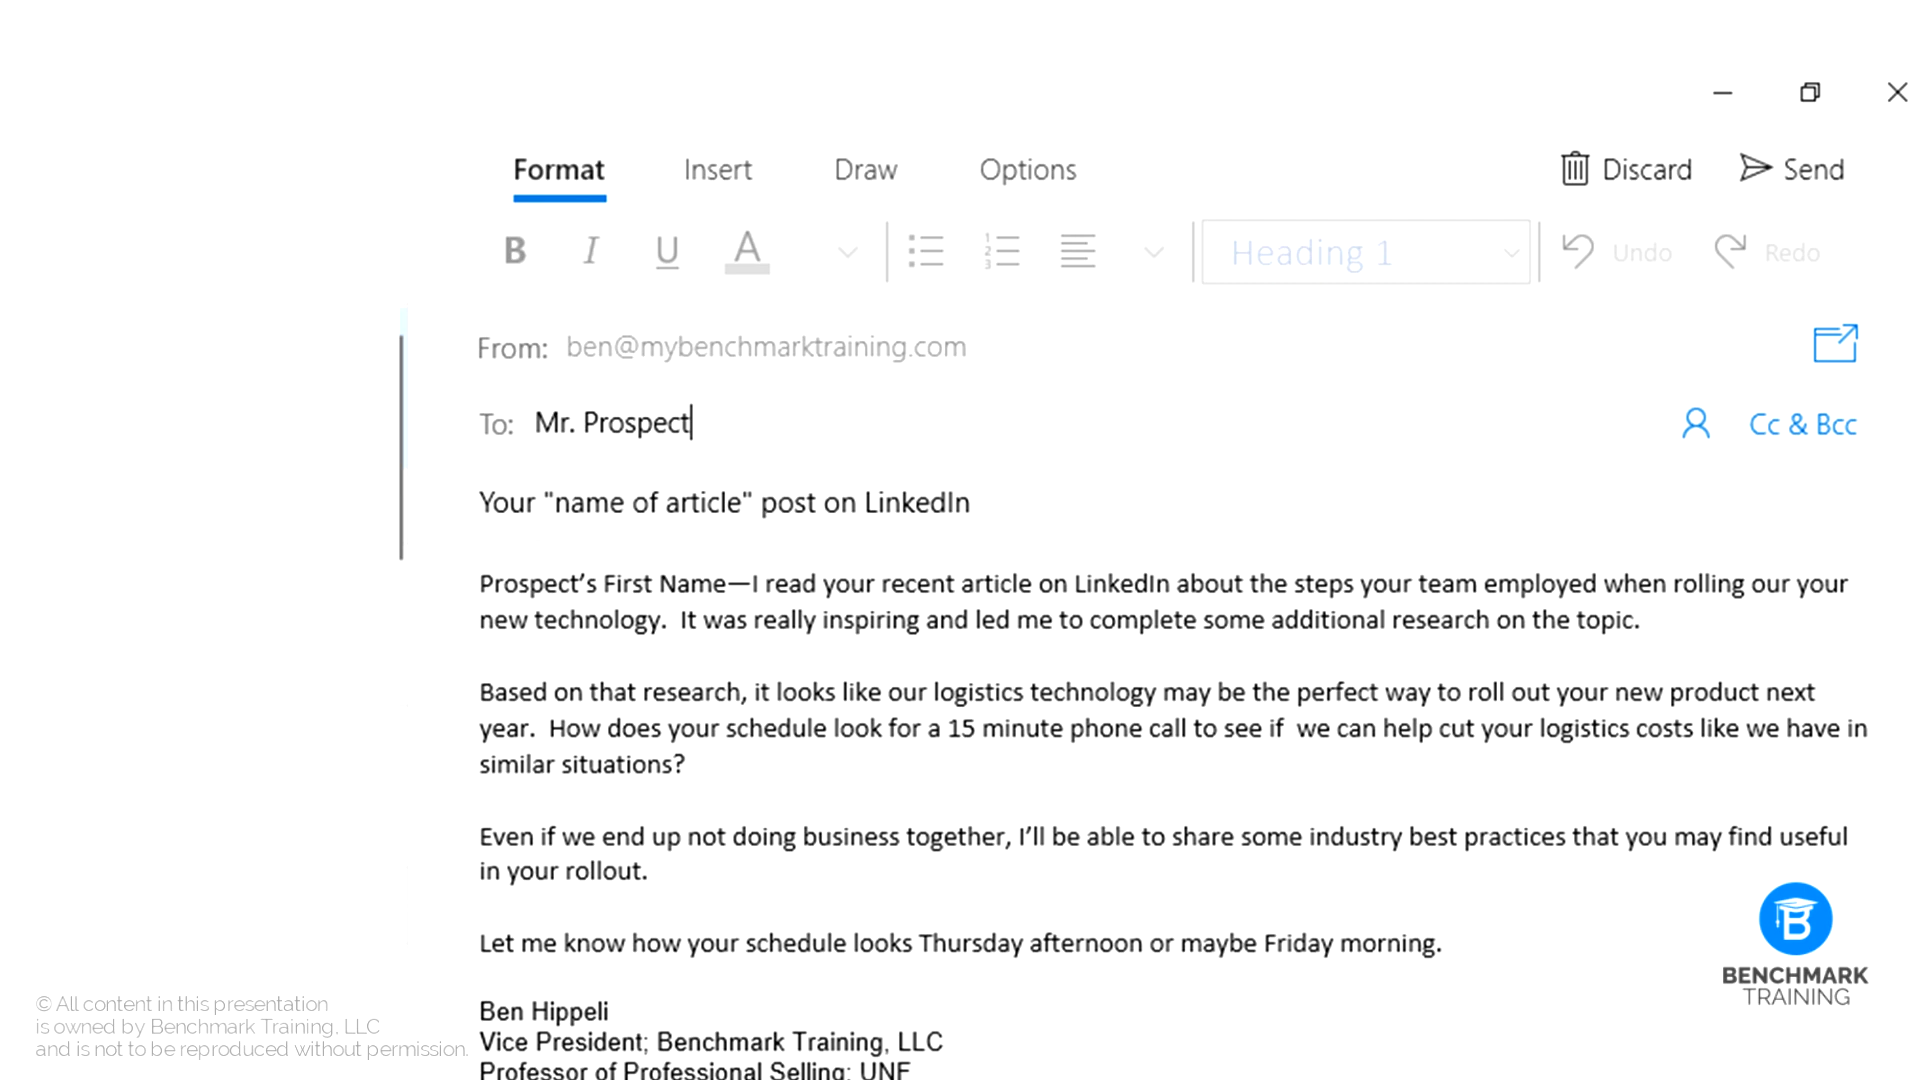 Format Insert Draw Options Discard Send
B I U A 1 2 3 Heading 1 Undo Redo
From: ben@mybenchmarktraining.com
To: Mr. Prospect Cc & Bcc
Your "name of article" post on LinkedIn
Prospect’s First Name—I read your recent article on LinkedIn about the steps your team employed when rolling our your
new technology.  It was really inspiring and led me to complete some additional research on the topic.
Based on that research, it looks like our logistics technology may be the perfect way to roll out your new product next
year.  How does your schedule look for a 15 minute phone call to see if  we can help cut your logistics costs like we have in
similar situations?
Even if we end up not doing business together, I’ll be able to share some industry best practices that you may find useful
in your rollout.
Let me know how your schedule looks Thursday afternoon or maybe Friday morning.
Ben Hippeli
Vice President; Benchmark Training, LLC
Professor of Professional Selling; UNF
B
BENCHMARK
TRAINING
© All content in this presentation
is owned by Benchmark Training, LLC
and is not to be reproduced without permission.